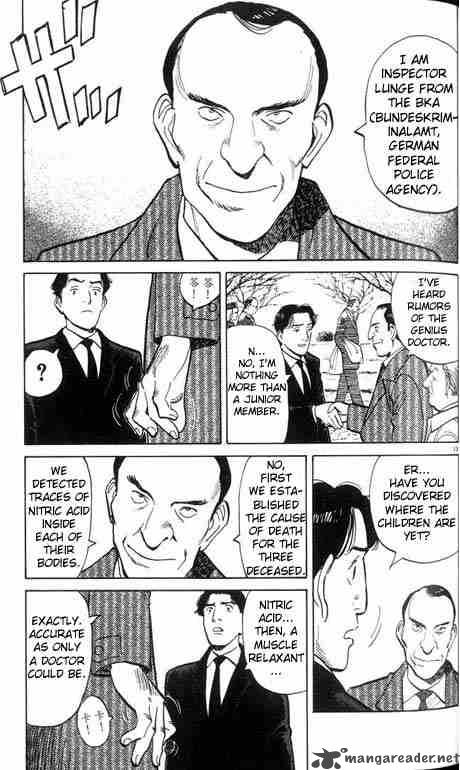 I AM
INSPECTOR
LUNGE FROM
THE BKA
(BUNDESKRIM-
INALAMT,
GERMAN
FEDERAL
POLICE
AGENCY).
I'VE
HEARD
RUMORS
OF THE
GENIUS
DOCTOR.
N...
NO, I'M
NOTHING
MORE THAN
A JUNIOR
MEMBER.
?
13
ER...
HAVE YOU
DISCOVERED
WHERE THE
CHILDREN ARE
YET?
NO,
FIRST
WE ESTA-
BLISHED
THE CAUSE
OF DEATH
FOR THE
THREE
DECEASED.
WE
DETECTED
TRACES OF
NITRIC ACID
INSIDE
EACH OF
THEIR
BODIES.
NITRIC
ACID...
THEN, A
MUSCLE
RELAXANT
...
EXACTLY.
ACCURATE
AS ONLY
A DOCTOR
COULD BE.
mangareader.net